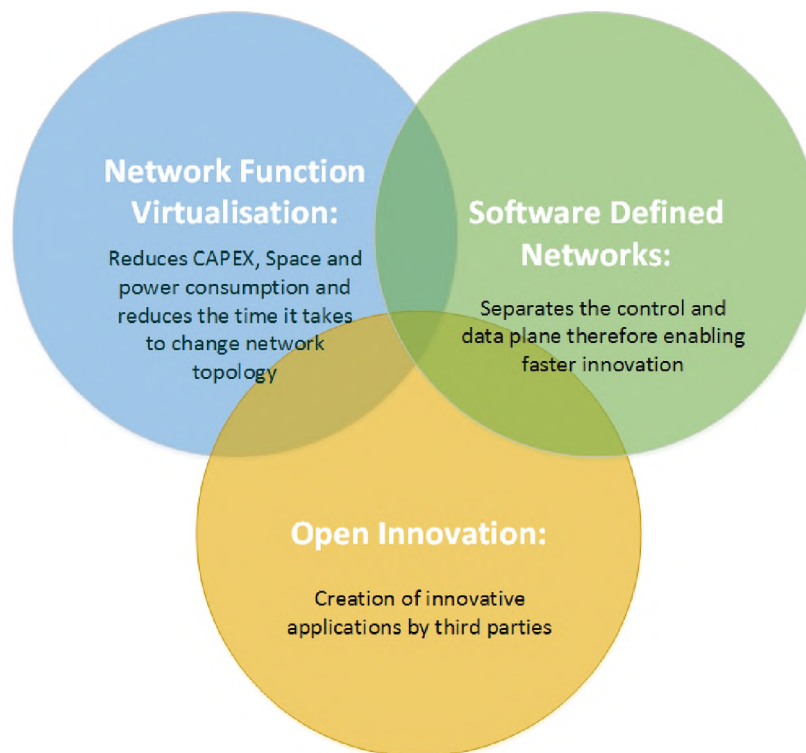 Network Function
Virtualisation:
Reduces CAPEX, Space and
power consumption and
reduces the time it takes
to change network
topology
Software Defined
Networks:
Separates the control and
data plane therefore enabling
faster innovation
Open Innovation:
Creation of innovative
applications by third parties